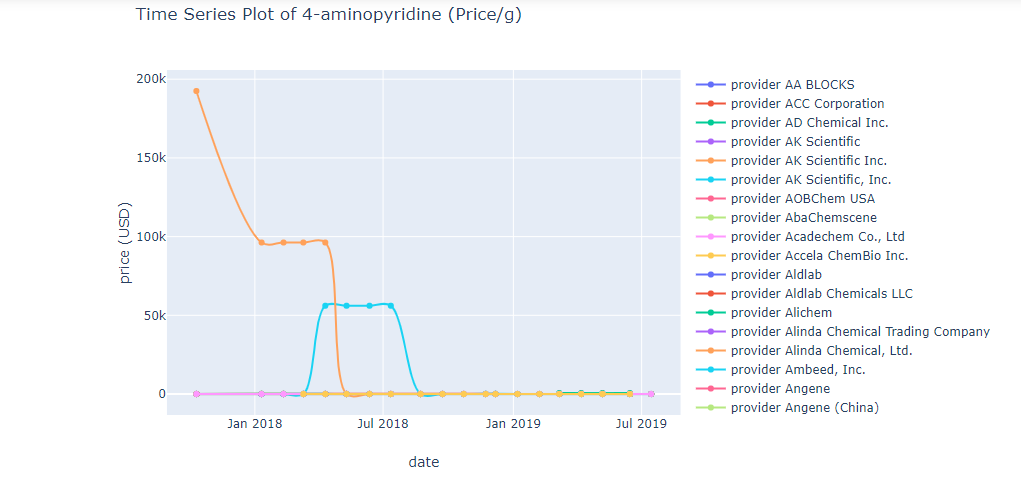 Time Series Plot of 4-aminopyridine (Price/g)
200k
150k
100k
50k
0
price (USD)
Jan 2018
Jul 2018
Jan 2019
Jul 2019
date
provider AA BLOCKS
provider ACC Corporation
provider AD Chemical Inc.
provider AK Scientific
provider AK Scientific Inc.
provider AK Scientific, Inc.
provider AOBChem USA
provider AbaChemscene
provider Acadechem Co., Ltd
provider Accela ChemBio Inc.
provider Aldlab
provider Aldlab Chemicals LLC
provider Alichem
provider Alinda Chemical Trading Company
provider Alinda Chemical, Ltd.
provider Ambeed, Inc.
provider Angene
provider Angene (China)